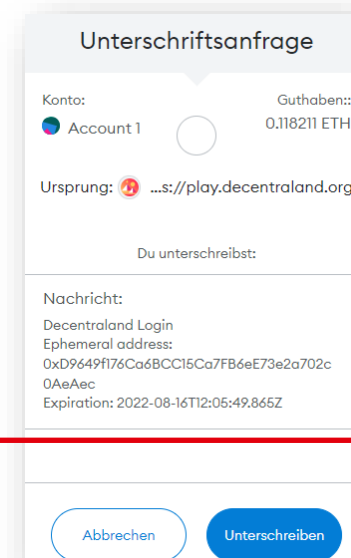 Unterschriftsanfrage
Konto:
Guthaben::
Account 1
0.118211 ETH
Ursprung: ...s://play.decentraland.org
Du unterschreibst:
Nachricht:
Decentraland Login
Ephemeral address:
0xD9649f176Ca6BCC15Ca7FB6eE73e2a702c
0AeAec
Expiration: 2022-08-16T12:05:49.865Z
Abbrechen
Unterschreiben